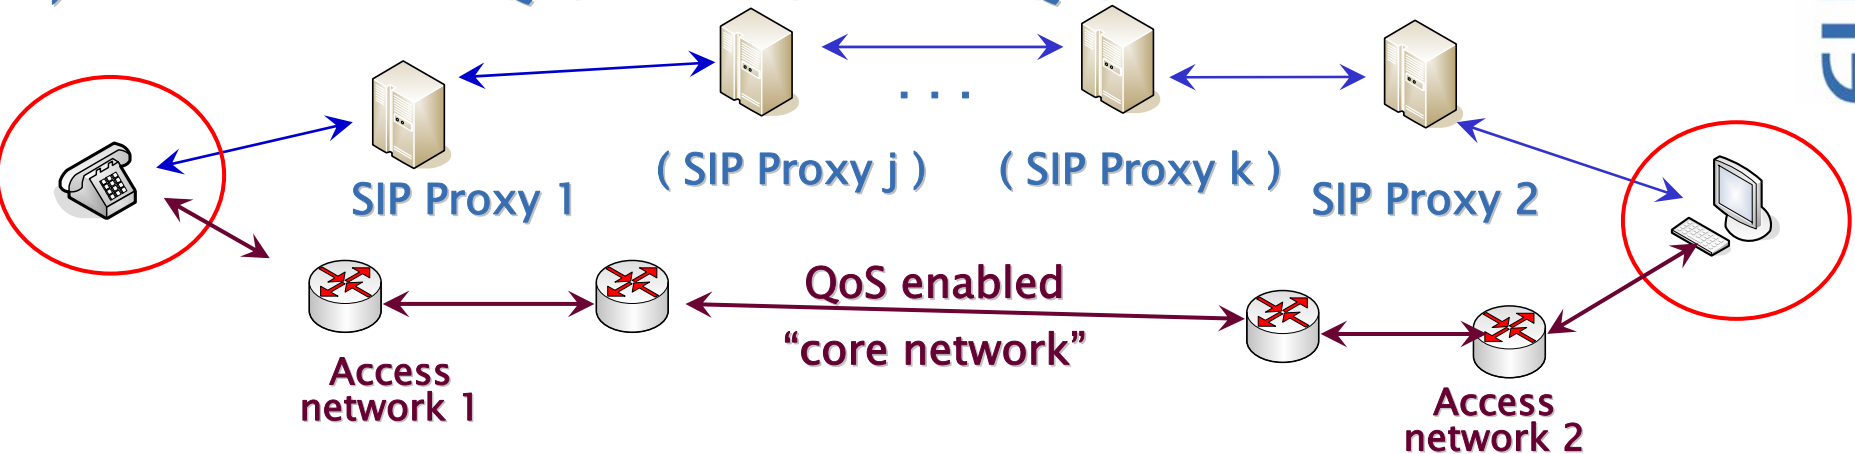 . . .
( SIP Proxy j )
( SIP Proxy k )
SIP Proxy 1
SIP Proxy 2
QoS enabled
“core network”
Access
network 1
Access
network 2